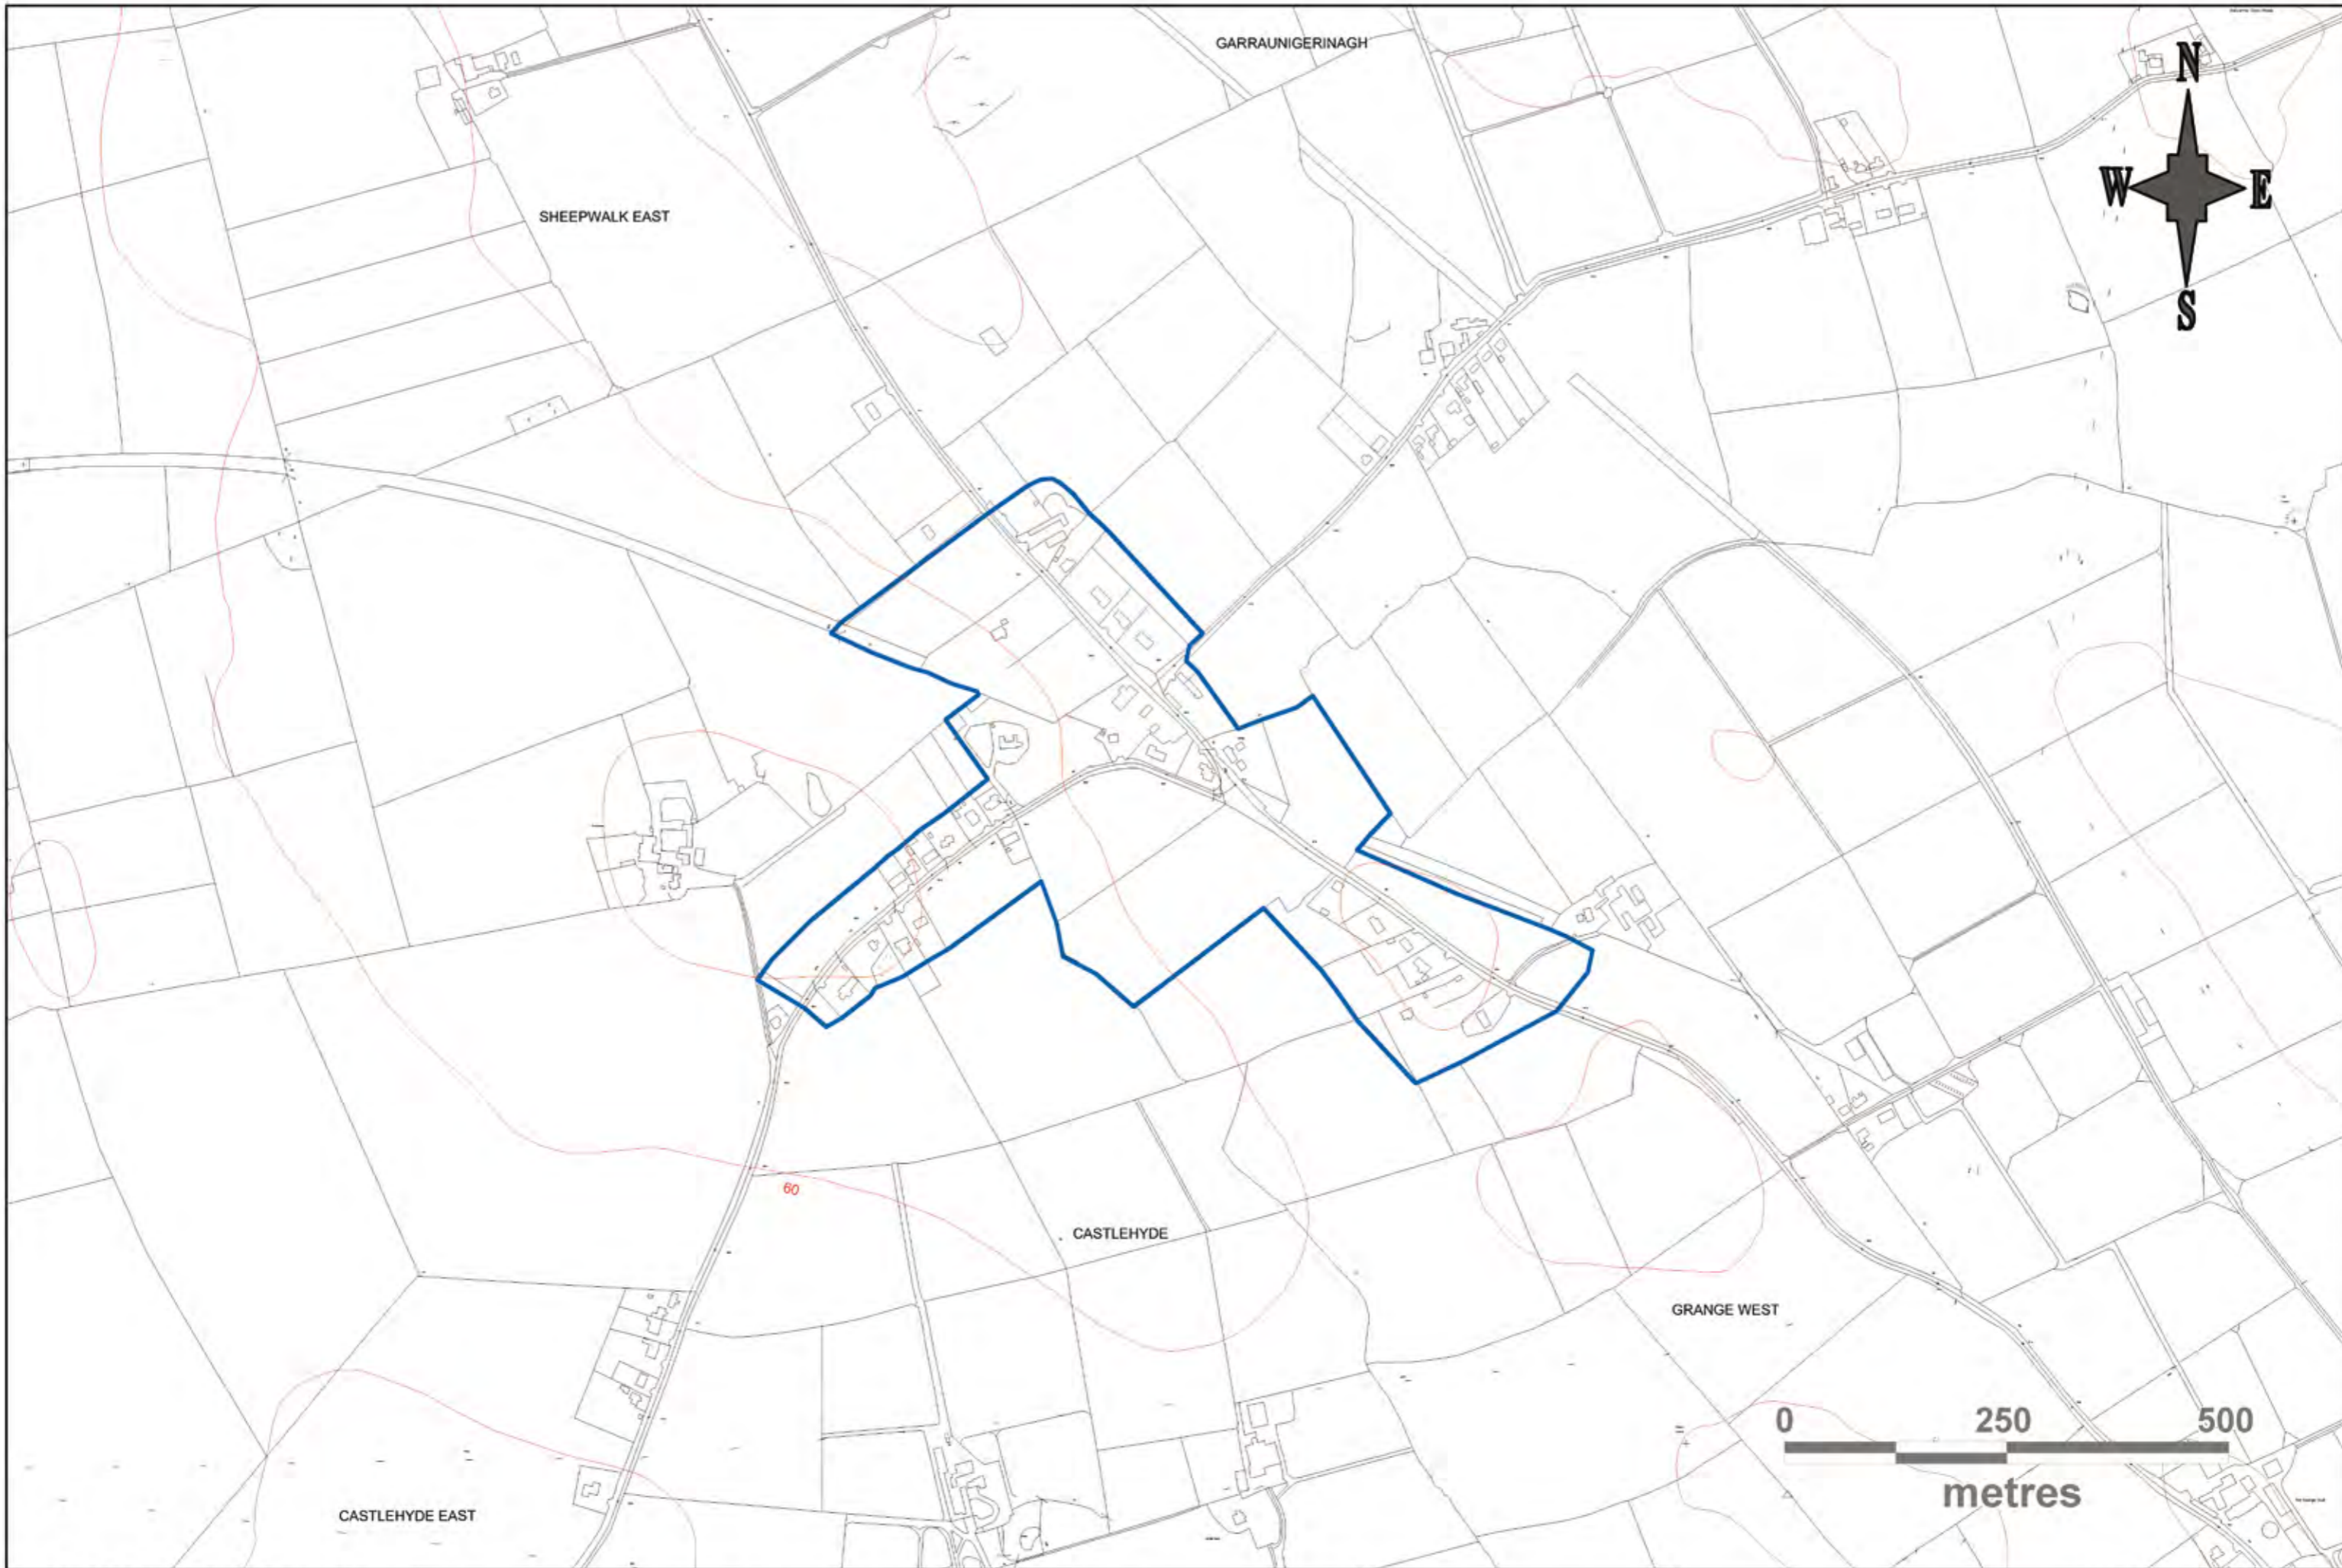 GARRAUNIGERINAGH
N
W E
S
SHEEPWALK EAST
60
CASTLEHYDE
GRANGE WEST
0 250 500
metres
CASTLEHYDE EAST